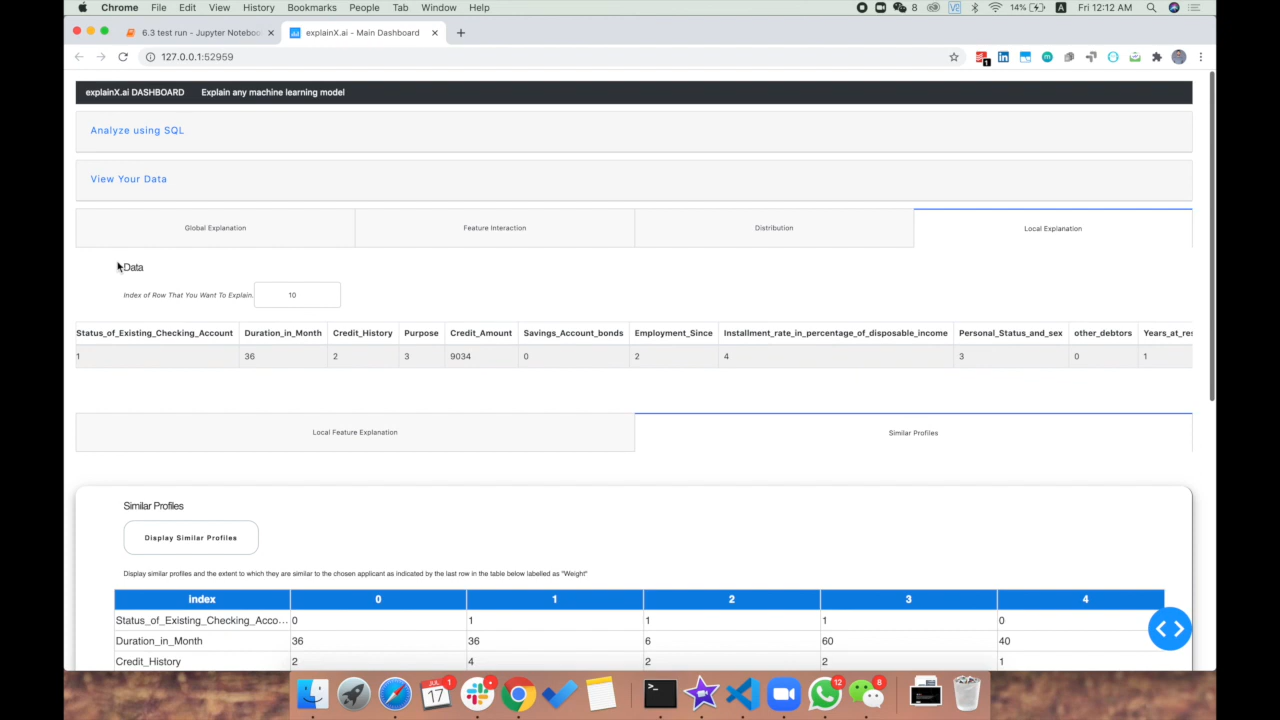 Chrome File Edit View History Bookmarks People Tab Window Help 8 14% A Fri 12:12 AM
6.3 test run - Jupyter Noteboo explainX.ai - Main Dashboard
127.0.0.1:52959
explainX.ai DASHBOARD Explain any machine learning model
Analyze using SQL
View Your Data
Global Explanation Feature Interaction Distribution Local Explanation
Data
Index of Row That You Want To Explain. 10
Status_of_Existing_Checking_Account Duration_in_Month Credit_History Purpose Credit_Amount Savings_Account_bonds Employment_Since Installment_rate_in_percentage_of_disposable_income Personal_Status_and_sex other_debtors Years_at_res
1 36 2 3 9034 0 2 4 3 0 1
Local Feature Explanation Similar Profiles
Similar Profiles
Display Similar Profiles
Display similar profiles and the extent to which they are similar to the chosen applicant as indicated by the last row in the table below labelled as "Weight"
index 0 1 2 3 4
Status_of_Existing_Checking_Acco... 0 1 1 1 0
Duration_in_Month 36 36 6 60 40
Credit_History 2 4 2 2 1
JUL 17 1 12 8